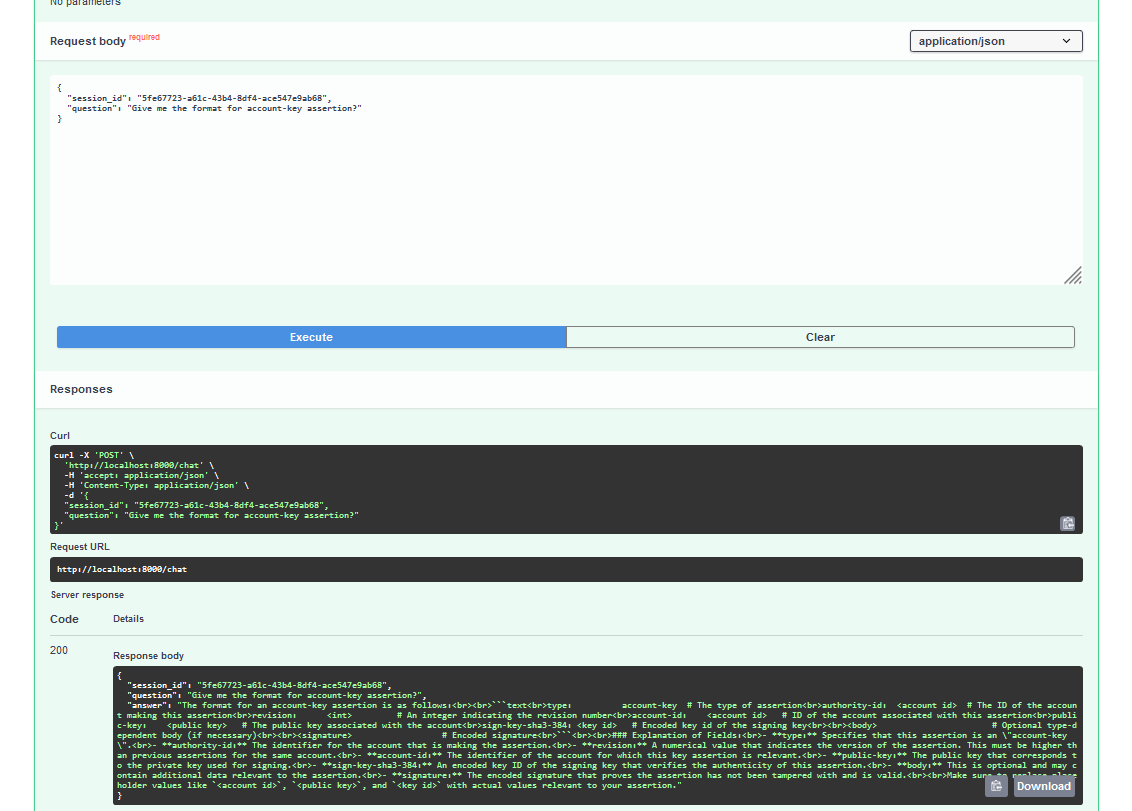 No parameters
Request body required
application/json
{
"session_id": "5fe67723-a61c-43b4-8df4-ace547e9ab68",
"question": "Give me the format for account-key assertion?"
}
Execute
Clear
Responses
Curl
curl -X 'POST' \
'http://localhost:8000/chat' \
-H 'accept: application/json' \
-H 'Content-Type: application/json' \
-d '{
"session_id": "5fe67723-a61c-43b4-8df4-ace547e9ab68",
"question": "Give me the format for account-key assertion?"
}'
Request URL
http://localhost:8000/chat
Server response
Code
Details
200
Response body
{
"session_id": "5fe67723-a61c-43b4-8df4-ace547e9ab68",
"question": "Give me the format for account-key assertion?",
"answer": "The format for an account-key assertion is as follows:<br><br>```text<br>type:          account-key  # The type of assertion<br>authority-id:  <account id>  # The ID of the accoun
t making this assertion<br>revision:      <int>         # An integer indicating the revision number<br>account-id:    <account id>   # ID of the account associated with this assertion<br>publi
c-key:    <public key>   # The public key associated with the account<br>sign-key-sha3-384: <key id>   # Encoded key id of the signing key<br><br><body>                       # Optional type-d
ependent body (if necessary)<br><br><signature>                  # Encoded signature<br>```<br><br>### Explanation of Fields:<br>- **type:** Specifies that this assertion is an \"account-key
\".<br>- **authority-id:** The identifier for the account that is making the assertion.<br>- **revision:** A numerical value that indicates the version of the assertion. This must be higher th
an previous assertions for the same account.<br>- **account-id:** The identifier of the account for which this key assertion is relevant.<br>- **public-key:** The public key that corresponds t
o the private key used for signing.<br>- **sign-key-sha3-384:** An encoded key ID of the signing key that verifies the authenticity of this assertion.<br>- **body:** This is optional and may c
ontain additional data relevant to the assertion.<br>- **signature:** The encoded signature that proves the assertion has not been tampered with and is valid.<br><br>Make sure to replace place
holder values like `<account id>`, `<public key>`, and `<key id>` with actual values relevant to your assertion."
}
Download